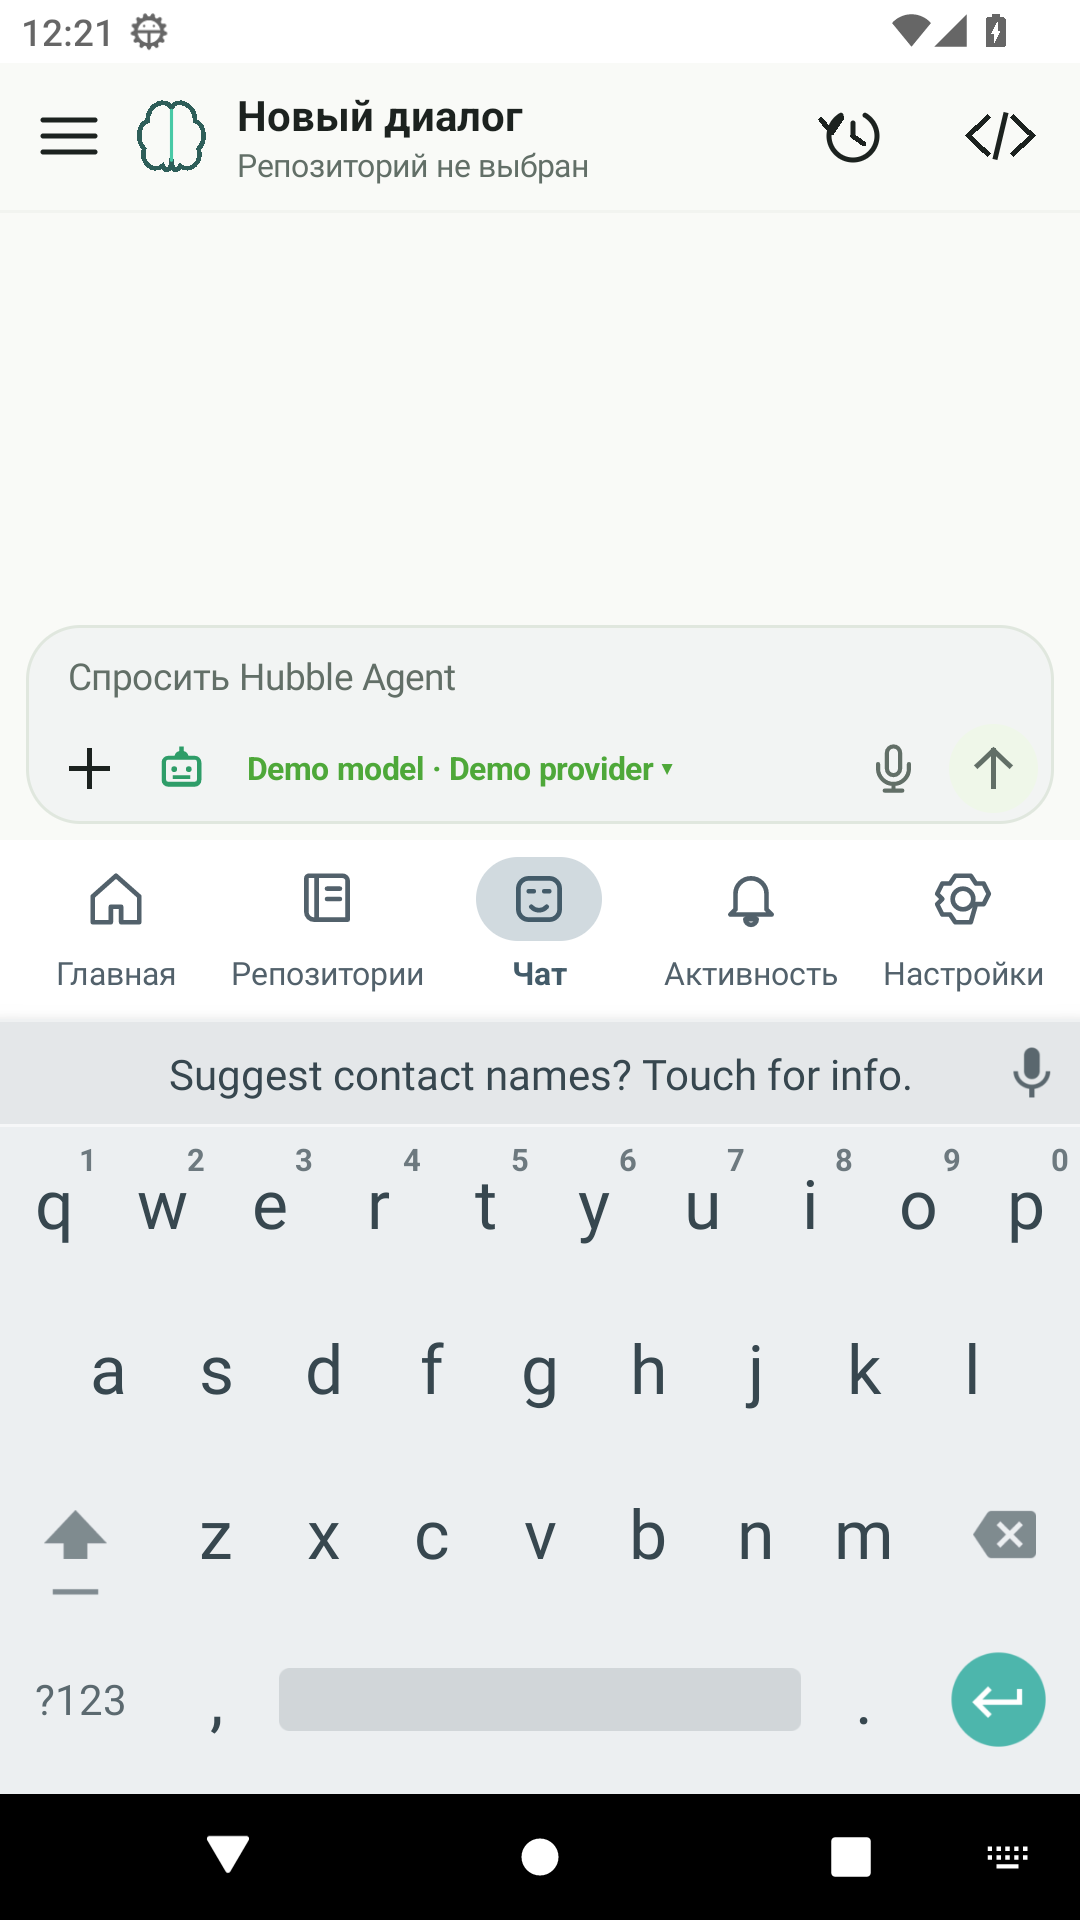 12:21
Новый диалог
Репозиторий не выбран
Спросить Hubble Agent
Demo model · Demo provider ▾
Главная Репозитории Чат Активность Настройки
Suggest contact names? Touch for info.
1 2 3 4 5 6 7 8 9 0
q w e r t y u i o p
a s d f g h j k l
z x c v b n m
?123 , .